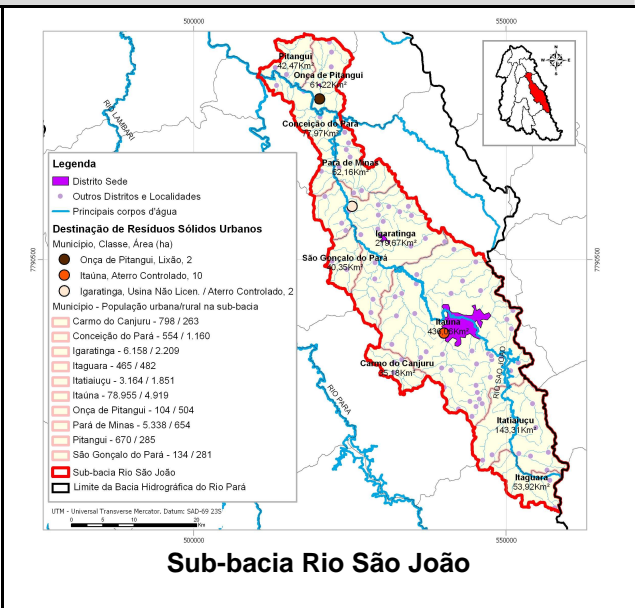 500000 550000
Pitangui
42,47Km²
Onça de Pitangui
61,22Km²
Conceição do Pará
Pará de Minas
62,16Km²
Igaratinga
219,67Km²
São Gonçalo do Pará
Itaúna
Carmo do Canjuru
Itatiaiuçu
143,31Km²
Itaguara
53,92Km²
RIO LAMBARI
RIO PARÁ
RIO SÃO JOÃO
7790500
7790500
N
W E
S
Legenda
Distrito Sede
Outros Distritos e Localidades
Principais corpos d'água
Destinação de Resíduos Sólidos Urbanos
Município, Classe, Área (ha)
Onça de Pitangui, Lixão, 2
Itaúna, Aterro Controlado, 10
Igaratinga, Usina Não Licen. / Aterro Controlado, 2
Município - População urbana/rural na sub-bacia
Carmo do Canjuru - 798 / 263
Conceição do Pará - 554 / 1.160
Igaratinga - 6.158 / 2.209
Itaguara - 465 / 482
Itatiaiuçu - 3.164 / 1.851
Itaúna - 78.955 / 4.919
Onça de Pitangui - 104 / 504
Pará de Minas - 5.338 / 654
Pitangui - 670 / 285
São Gonçalo do Pará - 134 / 281
Sub-bacia Rio São João
Limite da Bacia Hidrográfica do Rio Pará
UTM - Universal Transverse Mercator. Datum: SAD-69 23S
0 5 10 20
Km
500000 550000
Sub-bacia Rio São João